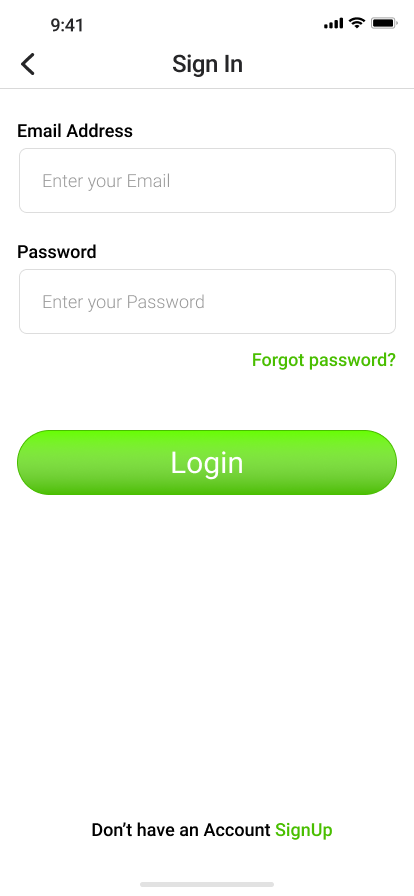 9:41
Sign In
Email Address
Enter your Email
Password
Enter your Password
Forgot password?
Login
Don’t have an Account SignUp